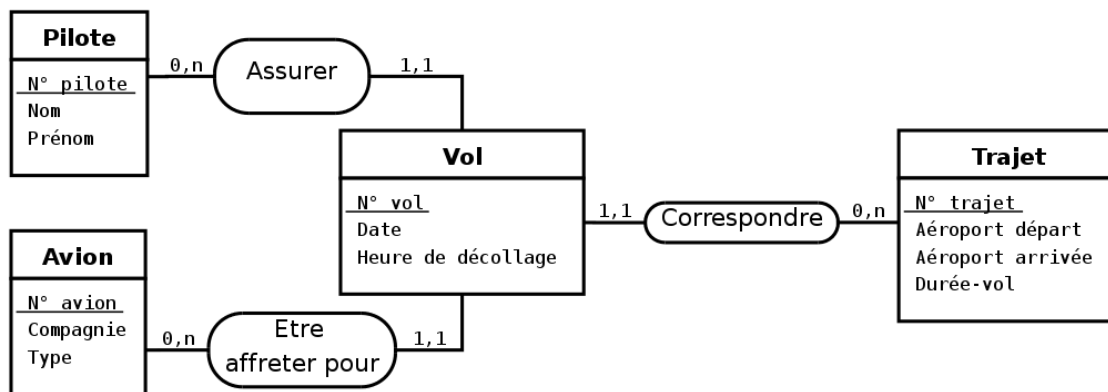 Pilote
N° pilote
Nom
Prénom
0,n
Assurer
1,1
Vol
N° vol
Date
Heure de décollage
1,1
Correspondre
0,n
Trajet
N° trajet
Aéroport départ
Aéroport arrivée
Durée-vol
Avion
N° avion
Compagnie
Type
0,n
Etre
affreter pour
1,1